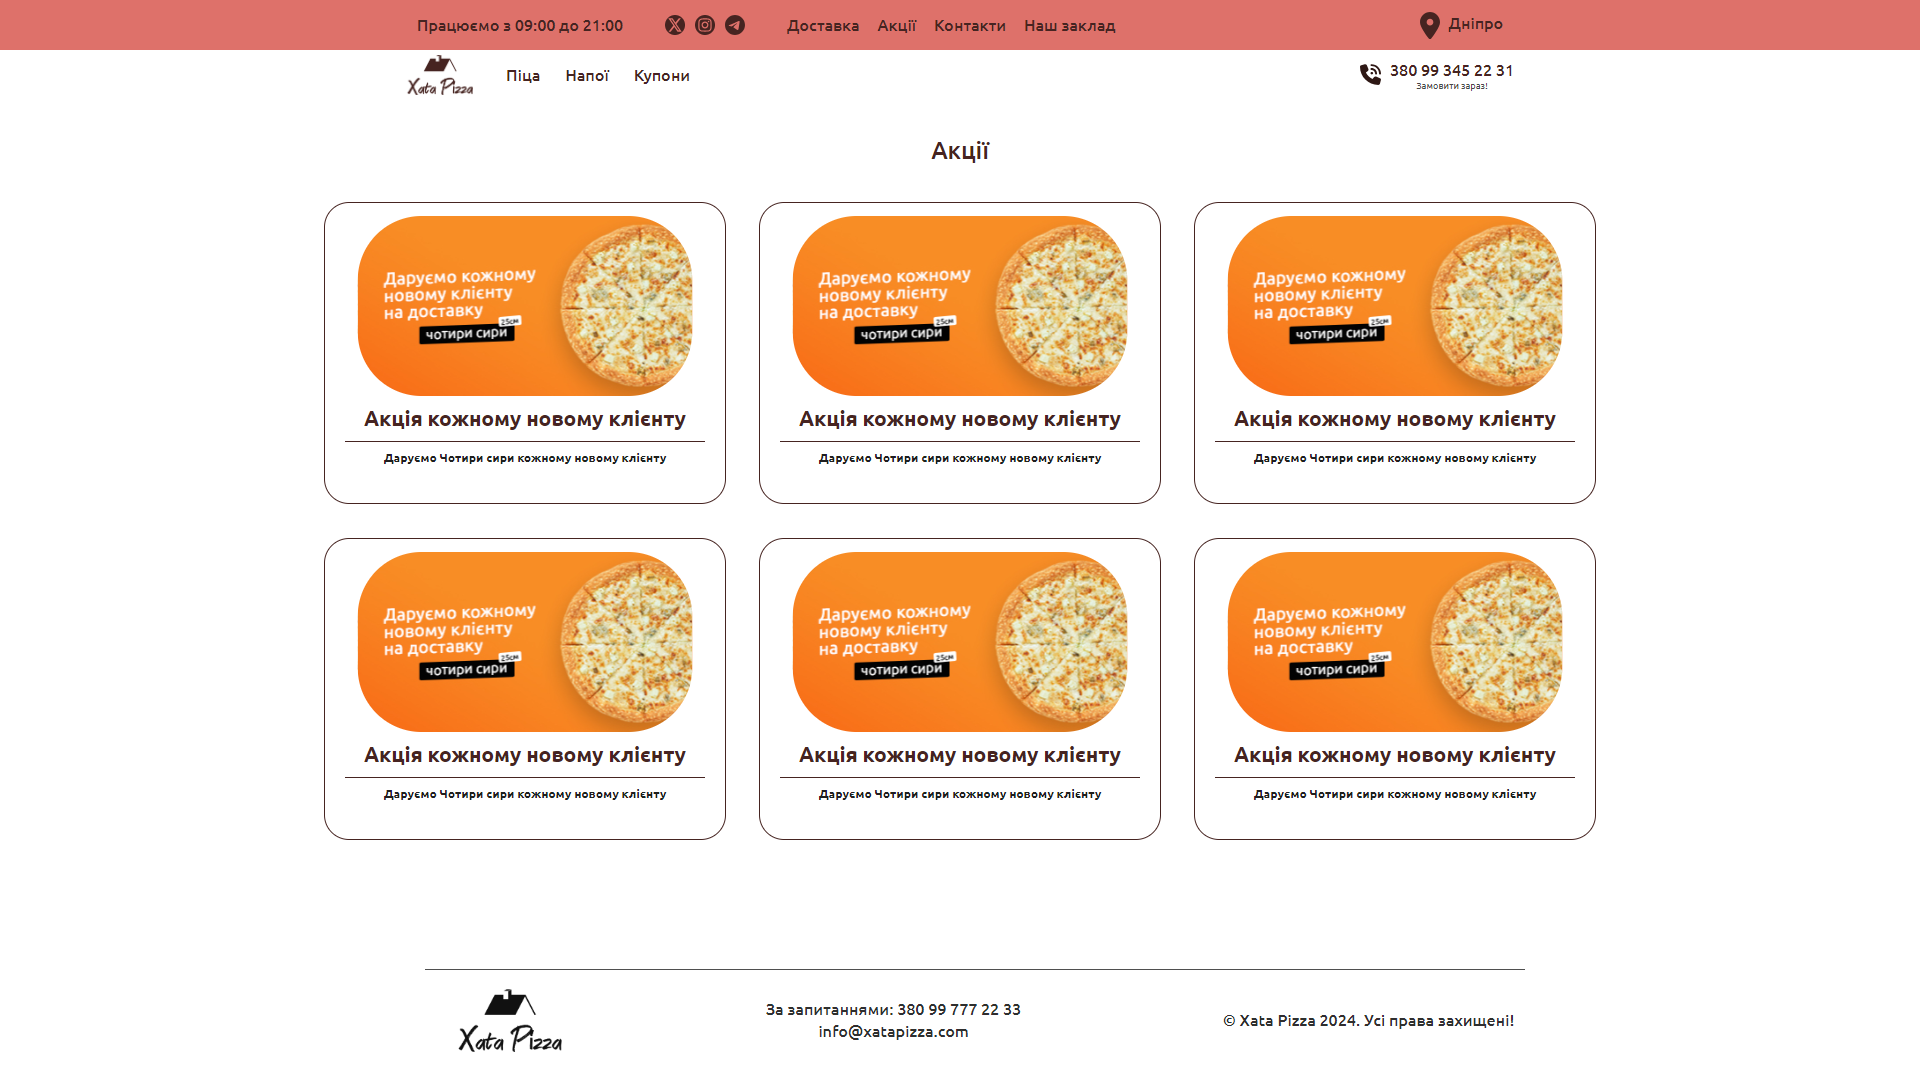 Працюємо з 09:00 до 21:00 Доставка Акції Контакти Наш заклад Дніпро
Xata Pizza Піца Напої Купони 380 99 345 22 31
Замовити зараз!
Акції
Даруємо кожному
новому клієнту
на доставку
25см
чотири сири
Акція кожному новому клієнту
Даруємо Чотири сири кожному новому клієнту
Даруємо кожному
новому клієнту
на доставку
25см
чотири сири
Акція кожному новому клієнту
Даруємо Чотири сири кожному новому клієнту
Даруємо кожному
новому клієнту
на доставку
25см
чотири сири
Акція кожному новому клієнту
Даруємо Чотири сири кожному новому клієнту
Даруємо кожному
новому клієнту
на доставку
25см
чотири сири
Акція кожному новому клієнту
Даруємо Чотири сири кожному новому клієнту
Даруємо кожному
новому клієнту
на доставку
25см
чотири сири
Акція кожному новому клієнту
Даруємо Чотири сири кожному новому клієнту
Даруємо кожному
новому клієнту
на доставку
25см
чотири сири
Акція кожному новому клієнту
Даруємо Чотири сири кожному новому клієнту
Xata Pizza
За запитаннями: 380 99 777 22 33
info@xatapizza.com
© Xata Pizza 2024. Усі права захищені!